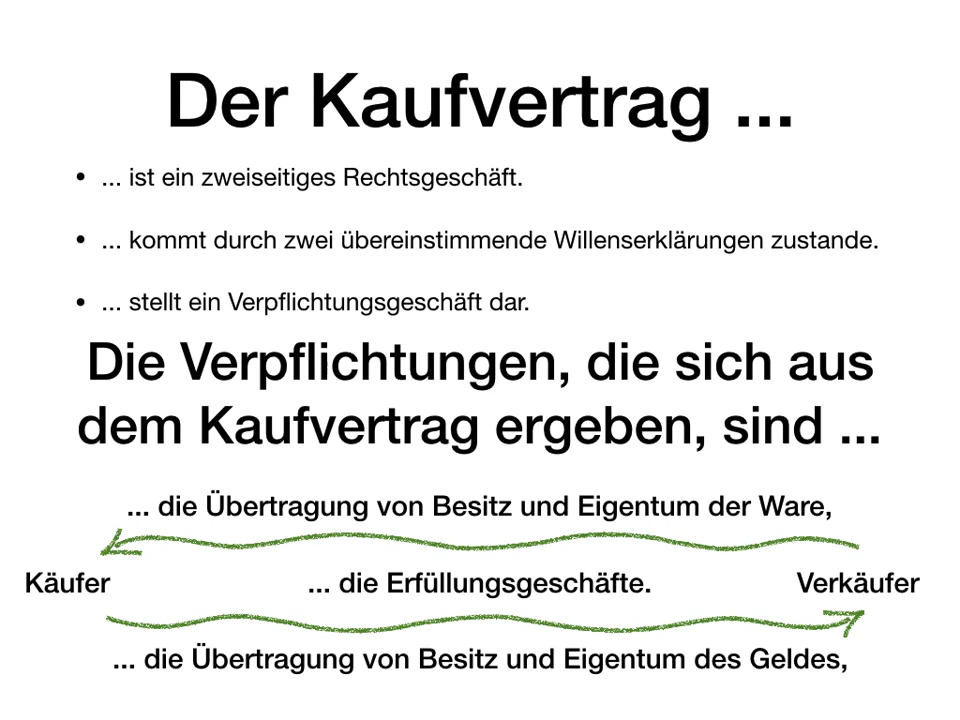 Der Kaufvertrag ...
• ... ist ein zweiseitiges Rechtsgeschäft.
• ... kommt durch zwei übereinstimmende Willenserklärungen zustande.
• ... stellt ein Verpflichtungsgeschäft dar.
Die Verpflichtungen, die sich aus
dem Kaufvertrag ergeben, sind ...
... die Übertragung von Besitz und Eigentum der Ware,
Käufer ... die Erfüllungsgeschäfte. Verkäufer
... die Übertragung von Besitz und Eigentum des Geldes,